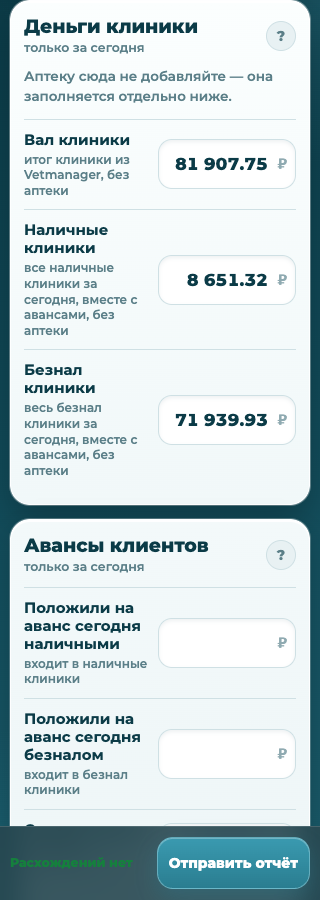 Деньги клиники
только за сегодня
?
Аптеку сюда не добавляйте — она
заполняется отдельно ниже.
Вал клиники
итог клиники из
Vetmanager, без
аптеки
81 907.75 ₽
Наличные
клиники
все наличные
клиники за
сегодня, вместе с
авансами, без
аптеки
8 651.32 ₽
Безнал
клиники
весь безнал
клиники за
сегодня, вместе с
авансами, без
аптеки
71 939.93 ₽
Авансы клиентов
только за сегодня
?
Положили на
аванс сегодня
наличными
входит в наличные
клиники
₽
Положили на
аванс сегодня
безналом
входит в безнал
клиники
₽
Расхождений нет
Отправить отчёт